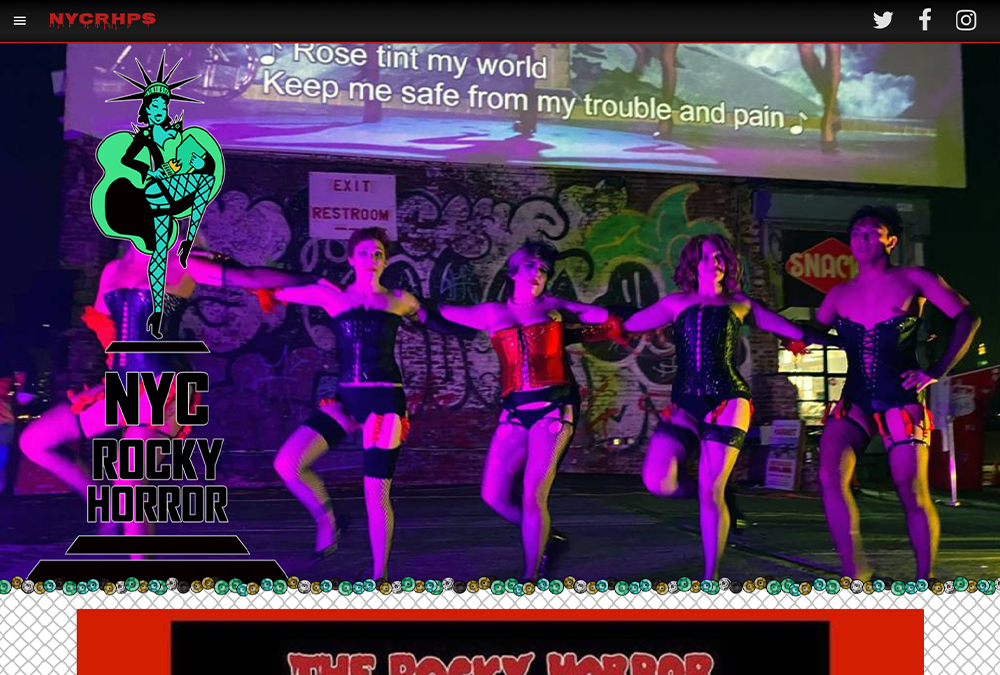 NYCRHPS
♪ Rose tint my world
Keep me safe from my trouble and pain ♪
EXIT
RESTROOM
SNACK
NYC
ROCKY
HORROR
THE ROCKY HORROR